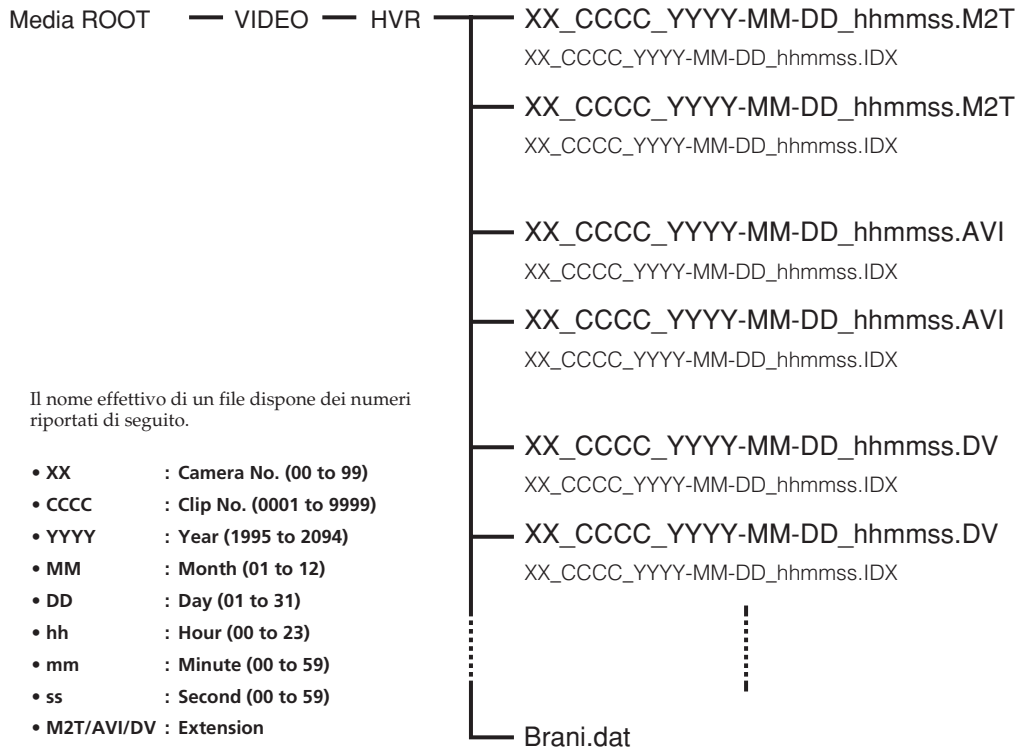 Media ROOT VIDEO HVR XX_CCCC_YYYY-MM-DD_hhmmss.M2T
XX_CCCC_YYYY-MM-DD_hhmmss.IDX
XX_CCCC_YYYY-MM-DD_hhmmss.M2T
XX_CCCC_YYYY-MM-DD_hhmmss.IDX
XX_CCCC_YYYY-MM-DD_hhmmss.AVI
XX_CCCC_YYYY-MM-DD_hhmmss.IDX
XX_CCCC_YYYY-MM-DD_hhmmss.AVI
XX_CCCC_YYYY-MM-DD_hhmmss.IDX
XX_CCCC_YYYY-MM-DD_hhmmss.DV
XX_CCCC_YYYY-MM-DD_hhmmss.IDX
XX_CCCC_YYYY-MM-DD_hhmmss.DV
XX_CCCC_YYYY-MM-DD_hhmmss.IDX
Brani.dat
Il nome effettivo di un file dispone dei numeri
riportati di seguito.
• XX : Camera No. (00 to 99)
• CCCC : Clip No. (0001 to 9999)
• YYYY : Year (1995 to 2094)
• MM : Month (01 to 12)
• DD : Day (01 to 31)
• hh : Hour (00 to 23)
• mm : Minute (00 to 59)
• ss : Second (00 to 59)
• M2T/AVI/DV : Extension